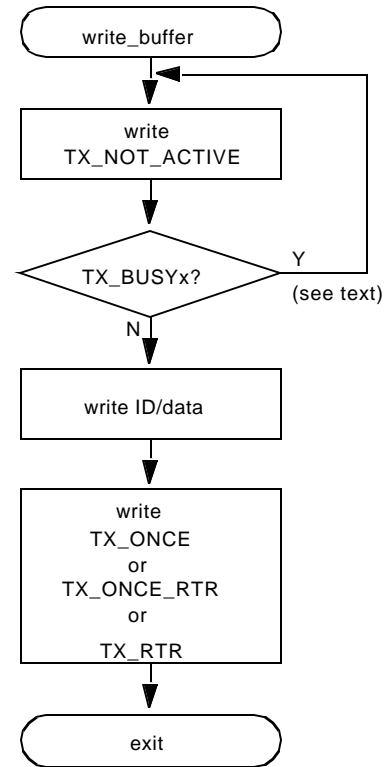 write_buffer
write
TX_NOT_ACTIVE
TX_BUSYx?
Y
(see text)
N
write ID/data
write
TX_ONCE
or
TX_ONCE_RTR
or
TX_RTR
exit